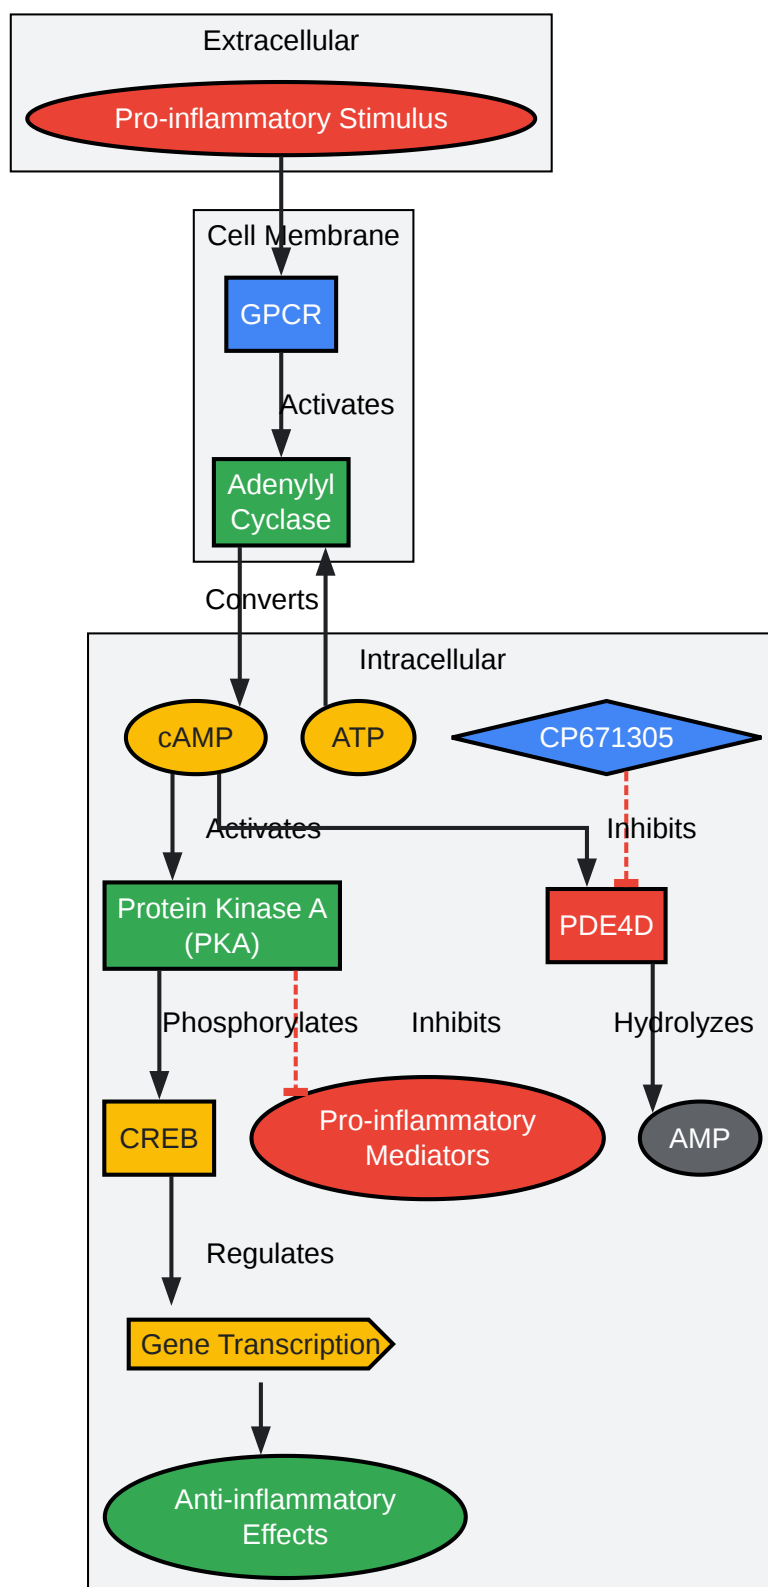 Extracellular
Pro-inflammatory Stimulus
Cell Membrane
GPCR
Activates
Adenylyl
Cyclase
Converts
Intracellular
cAMP
ATP
CP671305
Activates
Inhibits
Protein Kinase A
(PKA)
PDE4D
Phosphorylates
Inhibits
Hydrolyzes
CREB
Pro-inflammatory
Mediators
AMP
Regulates
Gene Transcription
Anti-inflammatory
Effects